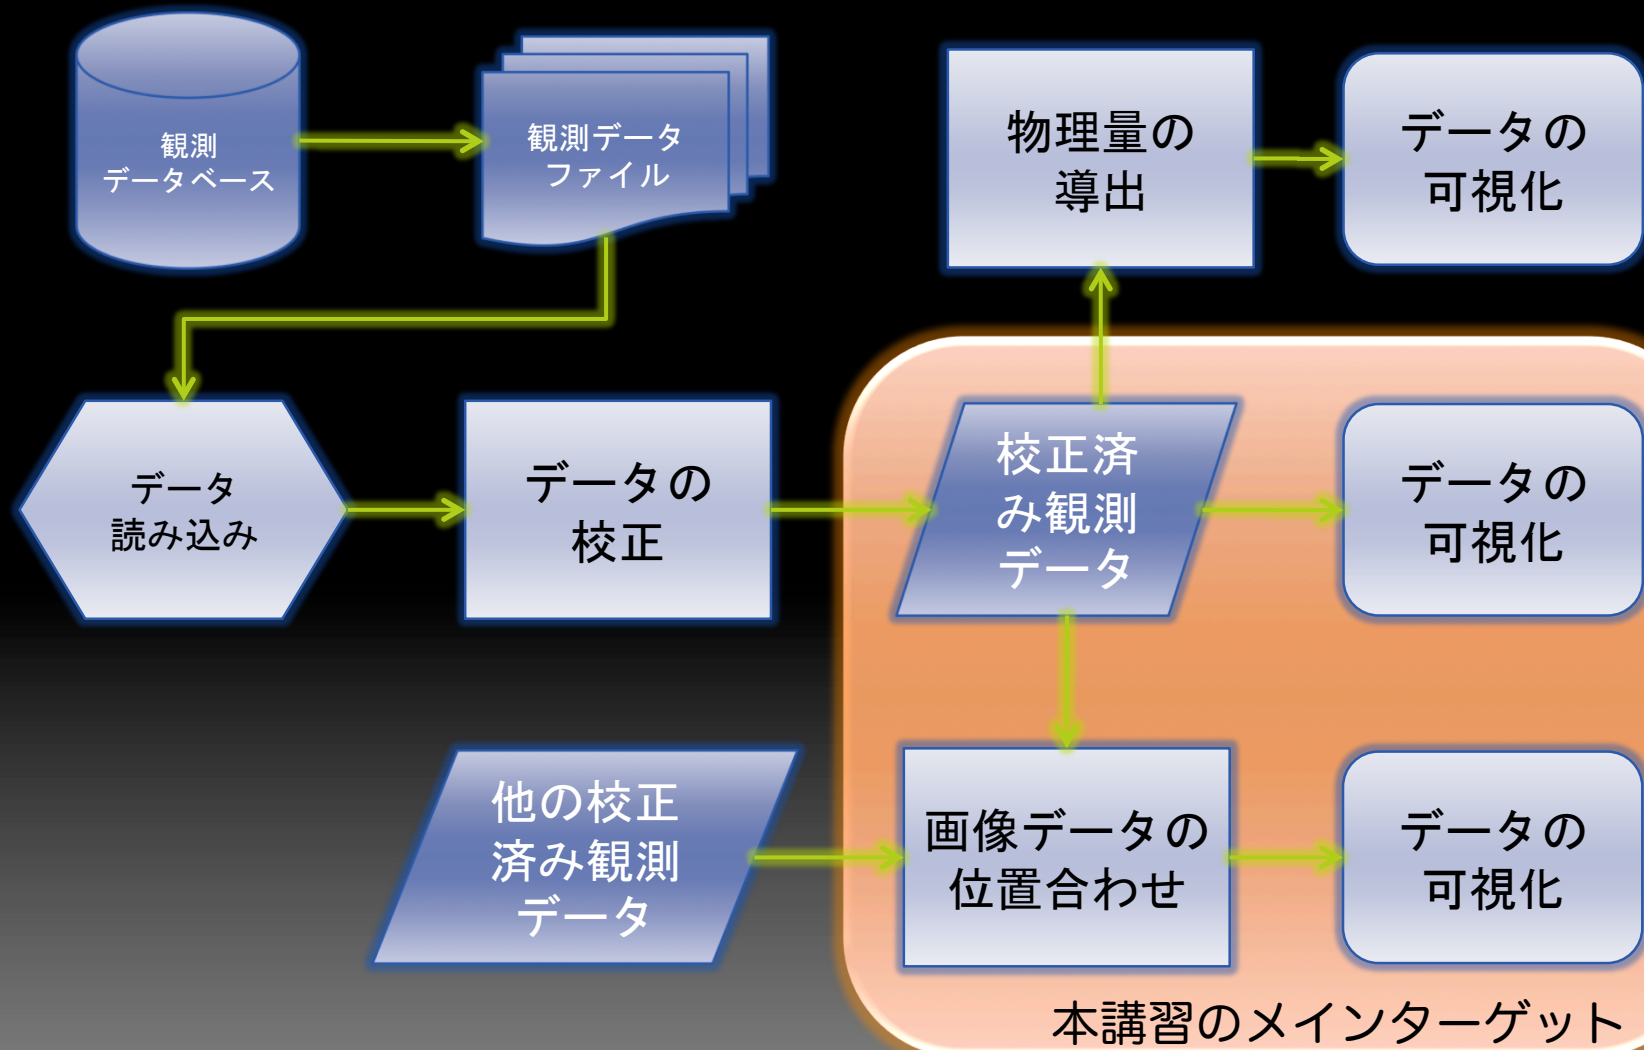 観測
データベース
観測データ
ファイル
物理量の
導出
データの
可視化
データ
読み込み
データの
校正
校正済
み観測
データ
データの
可視化
他の校正
済み観測
データ
画像データの
位置合わせ
データの
可視化
本講習のメインターゲット